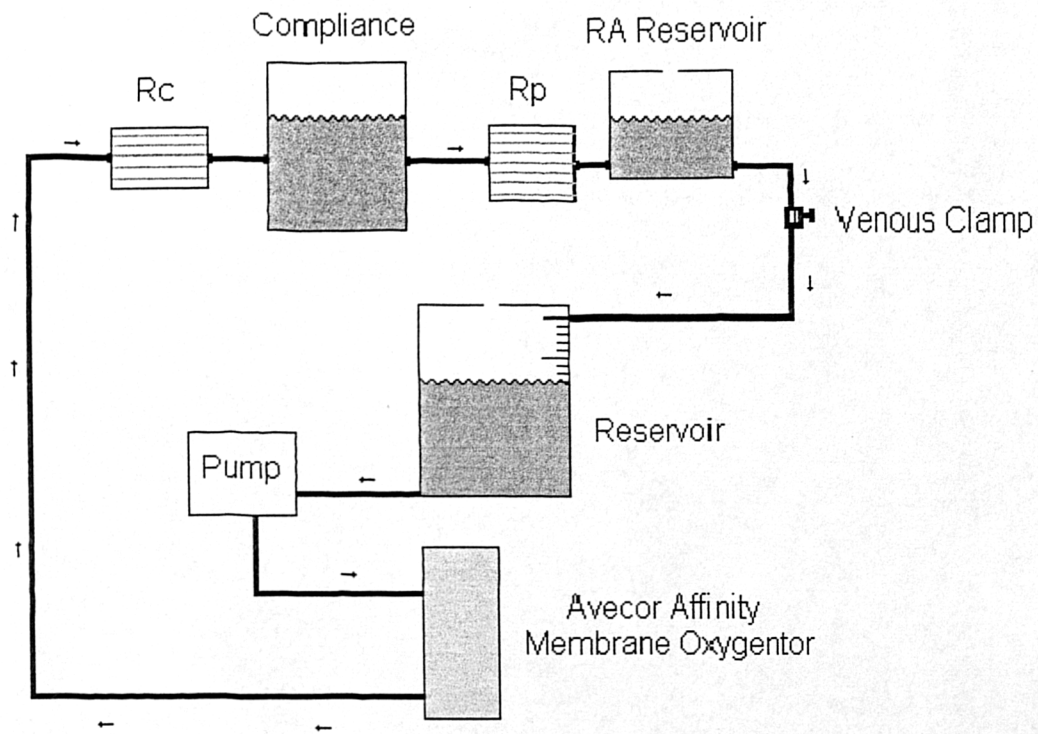 Compliance
RA Reservoir
Rc
Rp
Venous Clamp
Reservoir
Pump
Avecor Affinity
Membrane Oxygentor